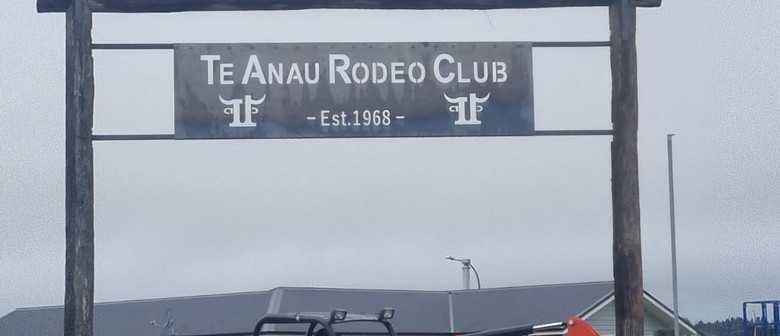 Te Anau Rodeo Club
- Est.1968 -